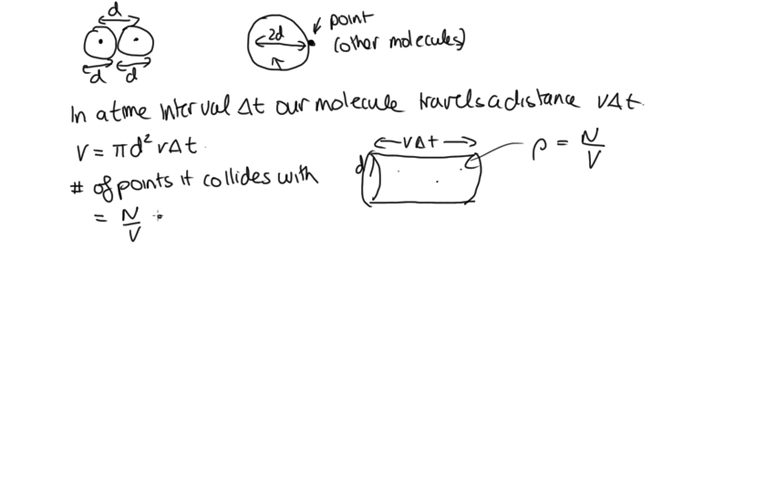 d
d d
2d
point
(other molecules)
In a time interval Δt our molecule travels a distance vΔt.
V = πd² vΔt
# of points it collides with
= N/V
vΔt
d
ρ = N/V